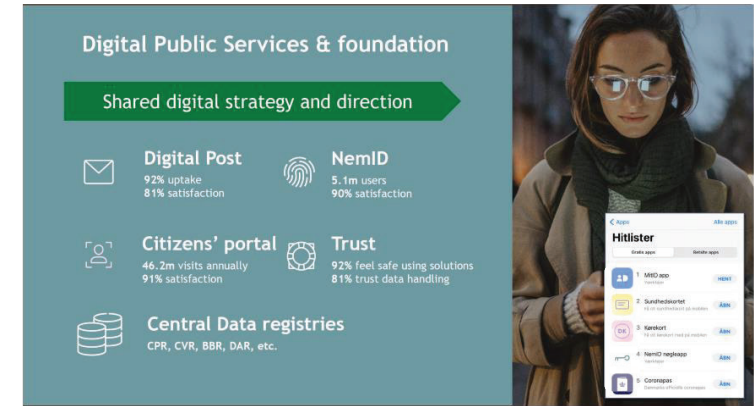 Digital Public Services & foundation
Shared digital strategy and direction
Digital Post
92% uptake
81% satisfaction
NemID
5.1m users
90% satisfaction
Citizens' portal
46.2m visits annually
91% satisfaction
Trust
92% feel safe using solutions
81% trust data handling
Central Data registries
CPR, CVR, BBR, DAR, etc.
Apps
Alle apps
Hitlister
Gratis apps
Betalte apps
1 MitID app
HENT
2 Sundhedskortet
ÅBN
3 Kørekort
ÅBN
4 NemID nøgleapp
ÅBN
5 Coronapas
ÅBN